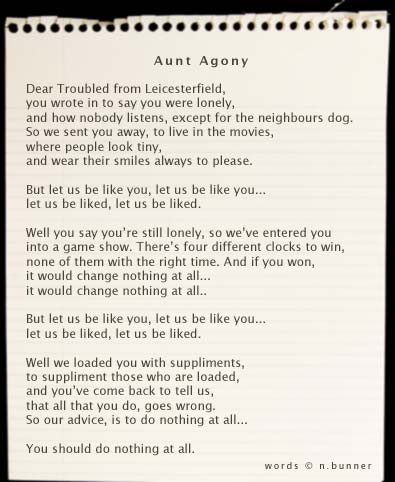 Aunt Agony
Dear Troubled from Leicesterfield,
you wrote in to say you were lonely,
and how nobody listens, except for the neighbours dog.
So we sent you away, to live in the movies,
where people look tiny,
and wear their smiles always to please.
But let us be like you, let us be like you...
let us be liked, let us be liked.
Well you say you're still lonely, so we've entered you
into a game show. There's four different clocks to win,
none of them with the right time. And if you won,
it would change nothing at all...
it would change nothing at all..
But let us be like you, let us be like you...
let us be liked, let us be liked.
Well we loaded you with suppliments,
to suppliment those who are loaded,
and you've come back to tell us,
that all that you do, goes wrong.
So our advice, is to do nothing at all...
You should do nothing at all.
words © n.bunner